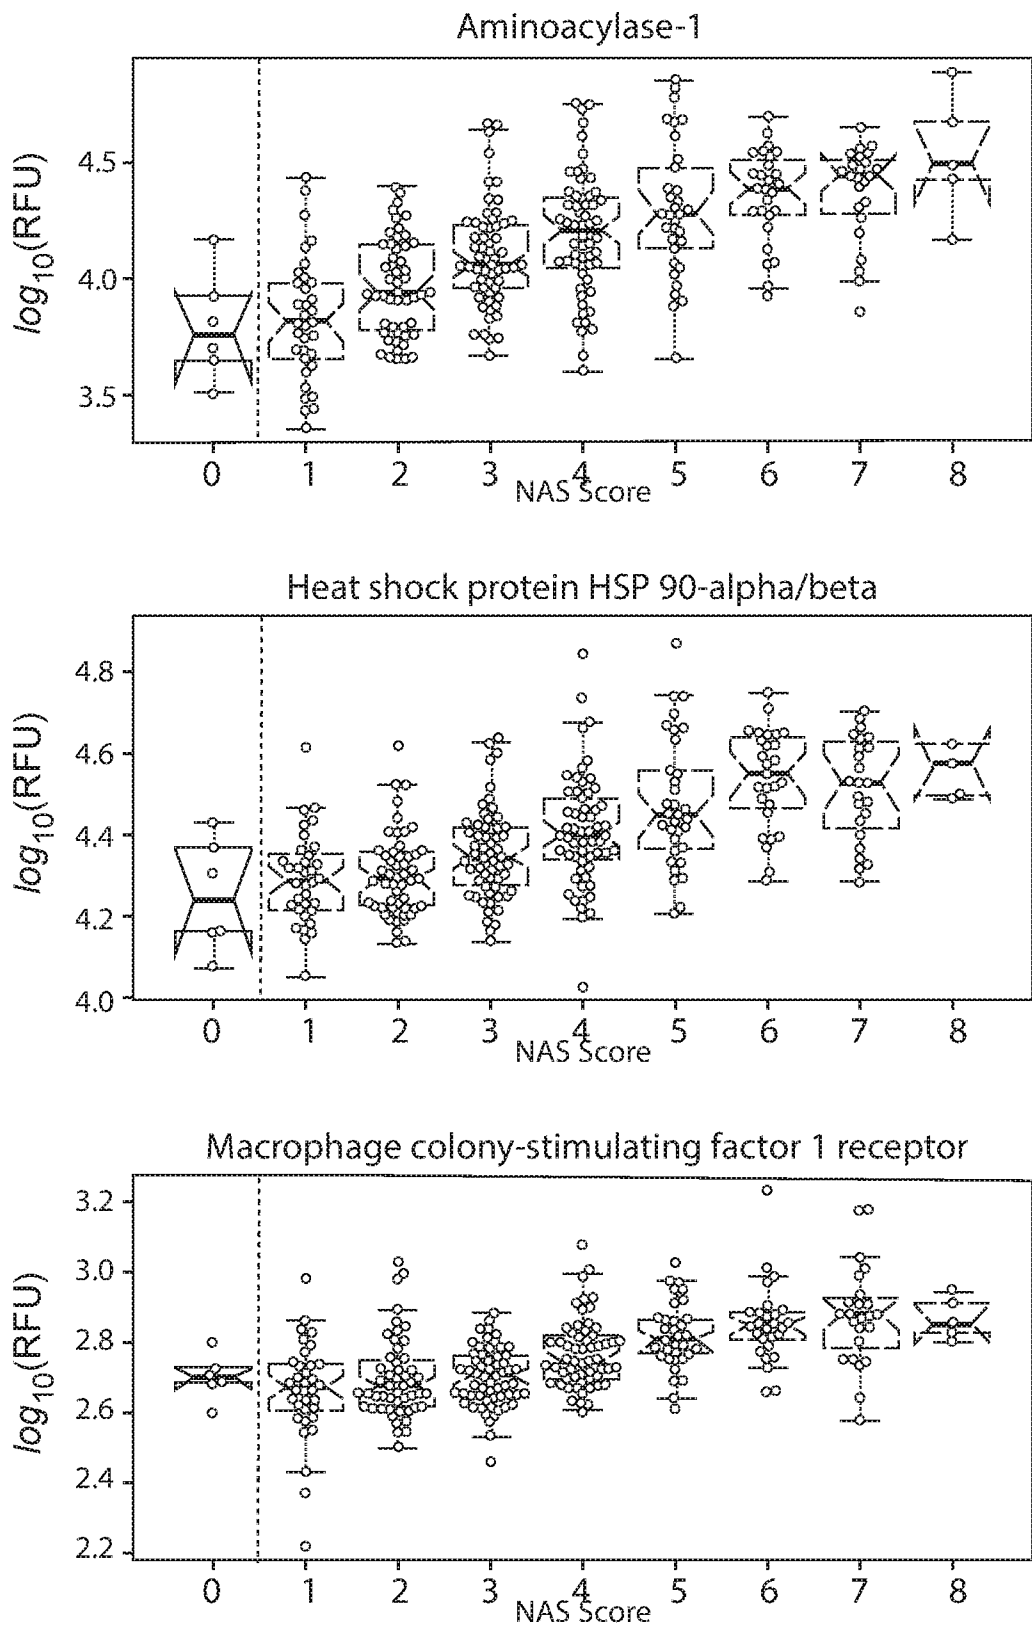 Aminoacylase-1
log10(RFU)
4.5
4.0
3.5
0 1 2 3 4 5 6 7 8
NAS Score
Heat shock protein HSP 90-alpha/beta
log10(RFU)
4.8
4.6
4.4
4.2
4.0
0 1 2 3 4 5 6 7 8
NAS Score
Macrophage colony-stimulating factor 1 receptor
log10(RFU)
3.2
3.0
2.8
2.6
2.4
2.2
0 1 2 3 4 5 6 7 8
NAS Score